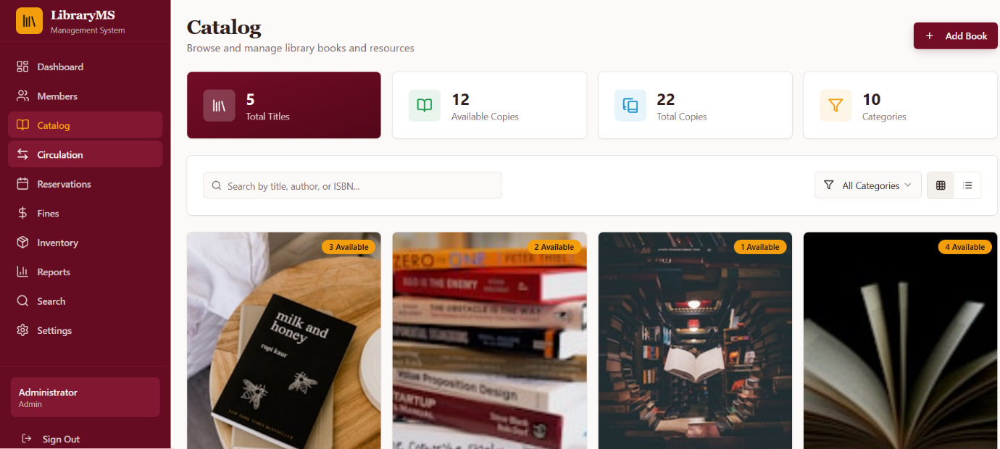 LibraryMS
Management System
Dashboard
Members
Catalog
Circulation
Reservations
Fines
Inventory
Reports
Search
Settings
Administrator
Admin
Sign Out
Catalog
Browse and manage library books and resources
+ Add Book
5
Total Titles
12
Available Copies
22
Total Copies
10
Categories
Search by title, author, or ISBN...
All Categories
3 Available
milk and
honey
rupi kaur
2 Available
ZERO TO ONE PETER THIEL
EGO IS THE ENEMY
THE OBSTACLE IS THE WAY
Value Proposition Design
STARTUP
Steve Blank
Bob Dorf
1 Available
4 Available